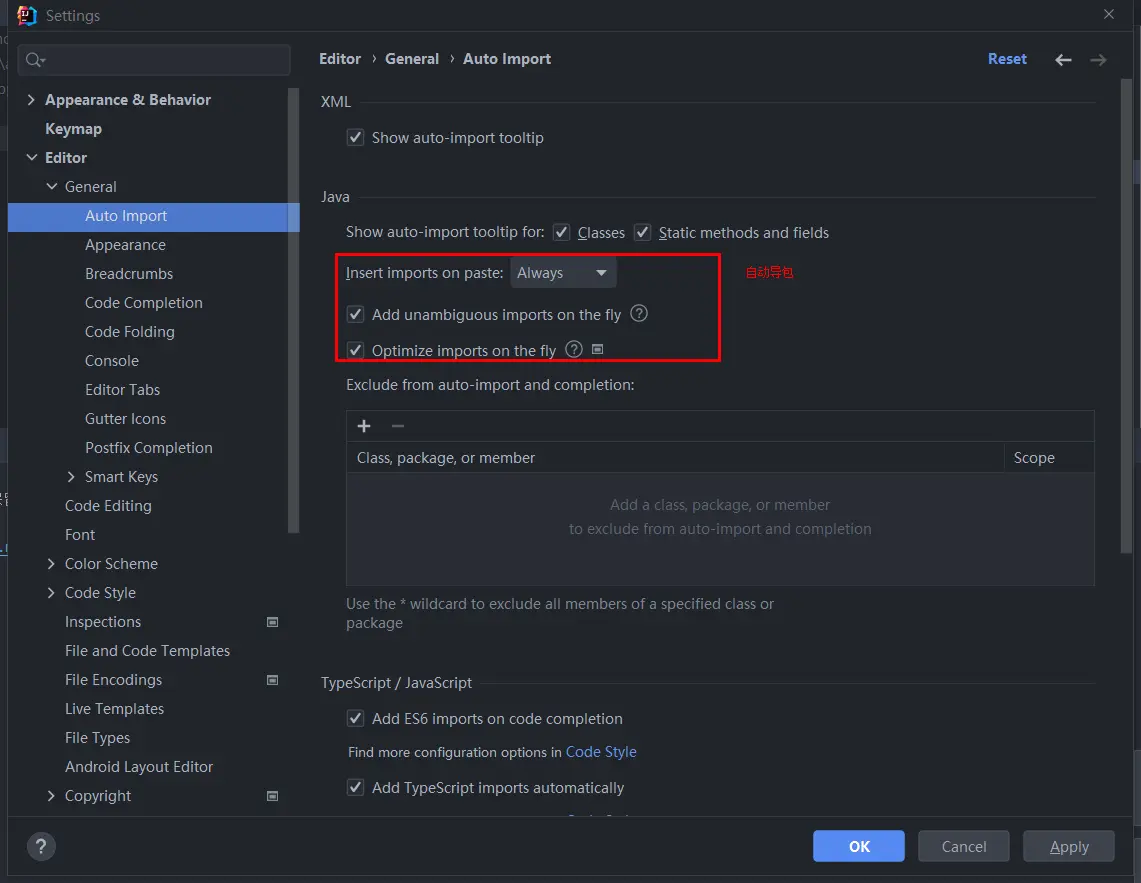 Settings
Editor › General › Auto Import
Reset
Appearance & Behavior
Keymap
Editor
General
Auto Import
Appearance
Breadcrumbs
Code Completion
Code Folding
Console
Editor Tabs
Gutter Icons
Postfix Completion
Smart Keys
Code Editing
Font
Color Scheme
Code Style
Inspections
File and Code Templates
File Encodings
Live Templates
File Types
Android Layout Editor
Copyright
XML
Show auto-import tooltip
Java
Show auto-import tooltip for: Classes Static methods and fields
Insert imports on paste: Always
自动导包
Add unambiguous imports on the fly ?
Optimize imports on the fly ?
Exclude from auto-import and completion:
Class, package, or member Scope
Add a class, package, or member
to exclude from auto-import and completion
Use the * wildcard to exclude all members of a specified class or
package
TypeScript / JavaScript
Add ES6 imports on code completion
Find more configuration options in Code Style
Add TypeScript imports automatically
?
OK
Cancel
Apply